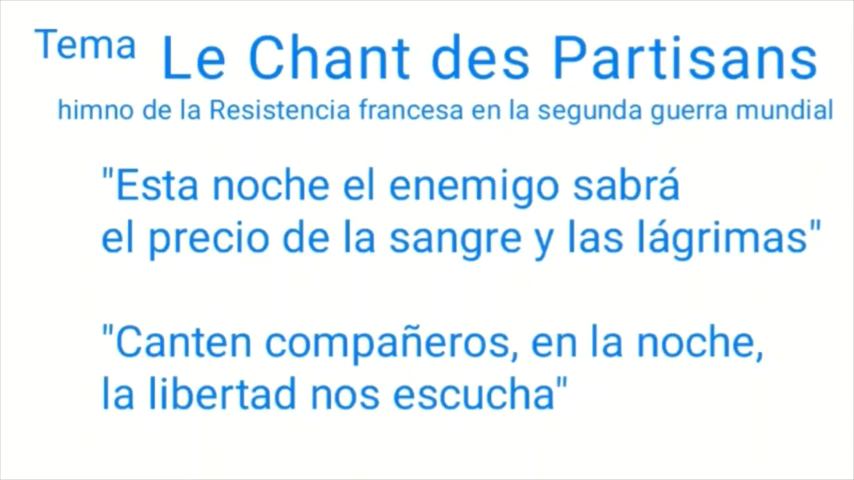 Tema Le Chant des Partisans
himno de la Resistencia francesa en la segunda guerra mundial
"Esta noche el enemigo sabrá
el precio de la sangre y las lágrimas"
"Canten compañeros, en la noche,
la libertad nos escucha"